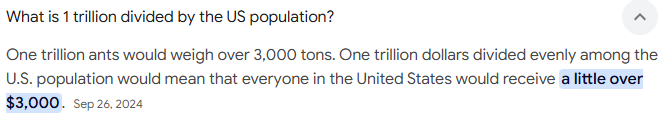 What is 1 trillion divided by the US population?
One trillion ants would weigh over 3,000 tons. One trillion dollars divided evenly among the
U.S. population would mean that everyone in the United States would receive a little over
$3,000. Sep 26, 2024